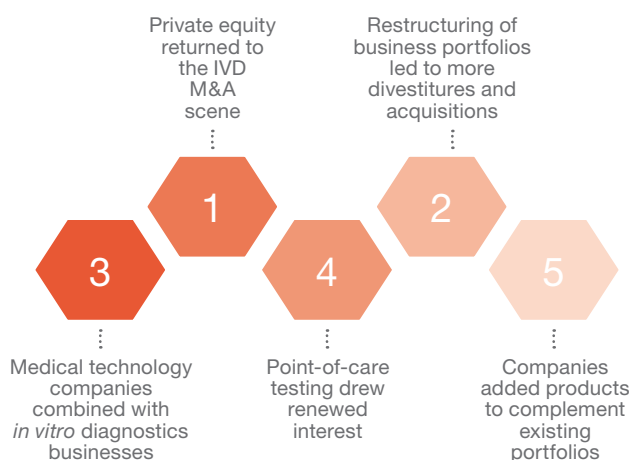 Private equity
returned to
the IVD
M&A
scene
Restructuring of
business portfolios
led to more
divestitures and
acquisitions
1
2
3
4
5
Medical technology
companies
combined with
in vitro diagnostics
businesses
Point-of-care
testing drew
renewed
interest
Companies
added products
to complement
existing
portfolios